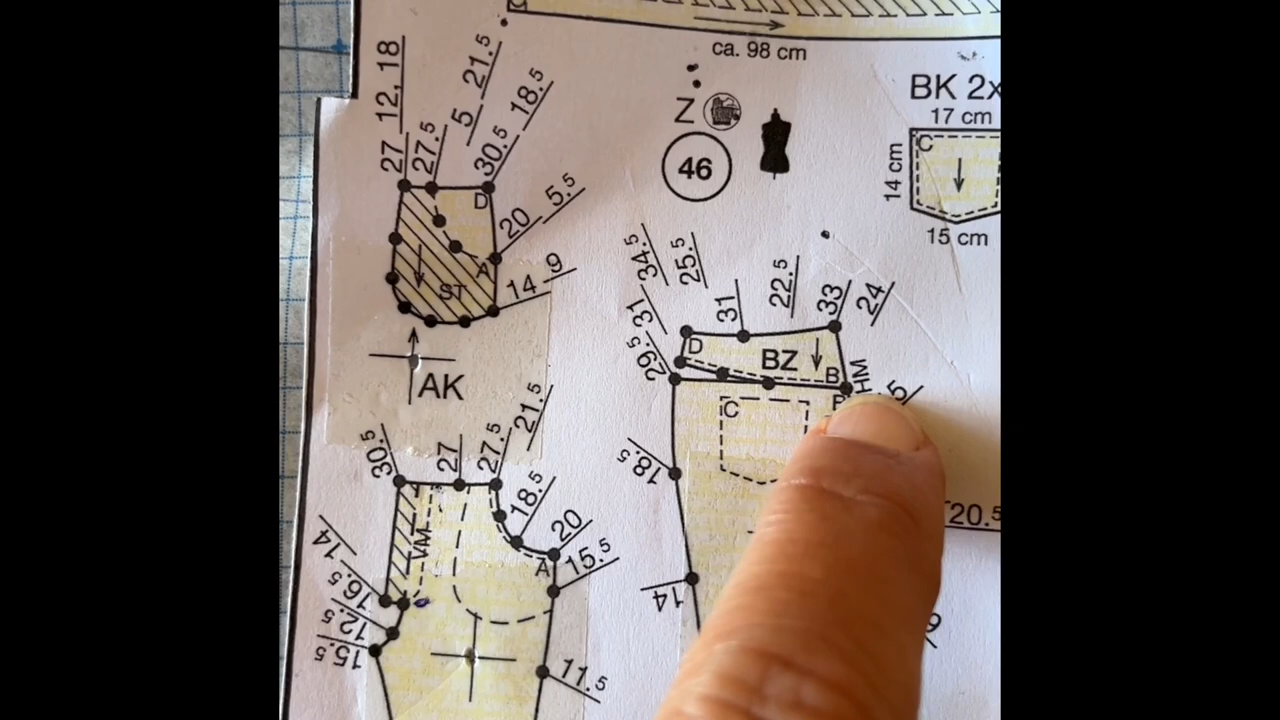 ca. 98 cm
BK 2x
17 cm
C
14 cm
15 cm
Z
46
27 12, 18
27.5
5 21.5
30.5 18.5
D
20 5.5
A
ST
14 9
AK
34.5
25.5
31
31
22.5
33
24
29.5
D
BZ
B
HM
C
18.5
14
20.5
30.5
27
27.5 21.5
18.5
20
15.5
A
VM
14
16.5
12.5
15.5
11.5